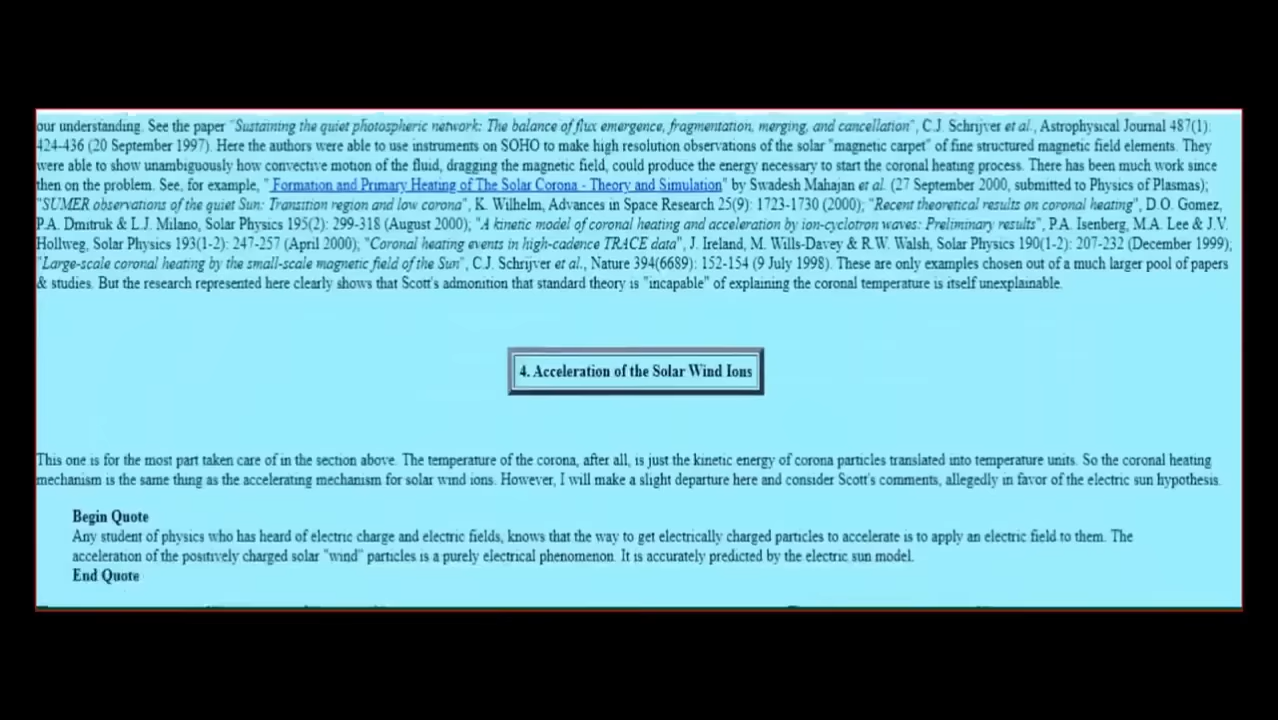 our understanding. See the paper "Sustaining the quiet photospheric network: The balance of flux emergence, fragmentation, merging, and cancellation", C.J. Schrijver et al., Astrophysical Journal 487(1):
424-436 (20 September 1997). Here the authors were able to use instruments on SOHO to make high resolution observations of the solar "magnetic carpet" of fine structured magnetic field elements. They
were able to show unambiguously how convective motion of the fluid, dragging the magnetic field, could produce the energy necessary to start the coronal heating process. There has been much work since
then on the problem. See, for example, " Formation and Primary Heating of The Solar Corona - Theory and Simulation" by Swadesh Mahajan et al. (27 September 2000, submitted to Physics of Plasmas);
"SUMER observations of the quiet Sun: Transition region and low corona", K. Wilhelm, Advances in Space Research 25(9): 1723-1730 (2000); "Recent theoretical results on coronal heating", D.O. Gomez,
P.A. Dmitruk & L.J. Milano, Solar Physics 195(2): 299-318 (August 2000); "A kinetic model of coronal heating and acceleration by ion-cyclotron waves: Preliminary results", P.A. Isenberg, M.A. Lee & J.V.
Hollweg, Solar Physics 193(1-2): 247-257 (April 2000); "Coronal heating events in high-cadence TRACE data", J. Ireland, M. Wills-Davey & R.W. Walsh, Solar Physics 190(1-2): 207-232 (December 1999);
"Large-scale coronal heating by the small-scale magnetic field of the Sun", C.J. Schrijver et al., Nature 394(6689): 152-154 (9 July 1998). These are only examples chosen out of a much larger pool of papers
& studies. But the research represented here clearly shows that Scott's admonition that standard theory is "incapable" of explaining the coronal temperature is itself unexplainable.
4. Acceleration of the Solar Wind Ions
This one is for the most part taken care of in the section above. The temperature of the corona, after all, is just the kinetic energy of corona particles translated into temperature units. So the coronal heating
mechanism is the same thing as the accelerating mechanism for solar wind ions. However, I will make a slight departure here and consider Scott's comments, allegedly in favor of the electric sun hypothesis.
Begin Quote
Any student of physics who has heard of electric charge and electric fields, knows that the way to get electrically charged particles to accelerate is to apply an electric field to them. The
acceleration of the positively charged solar "wind" particles is a purely electrical phenomenon. It is accurately predicted by the electric sun model.
End Quote